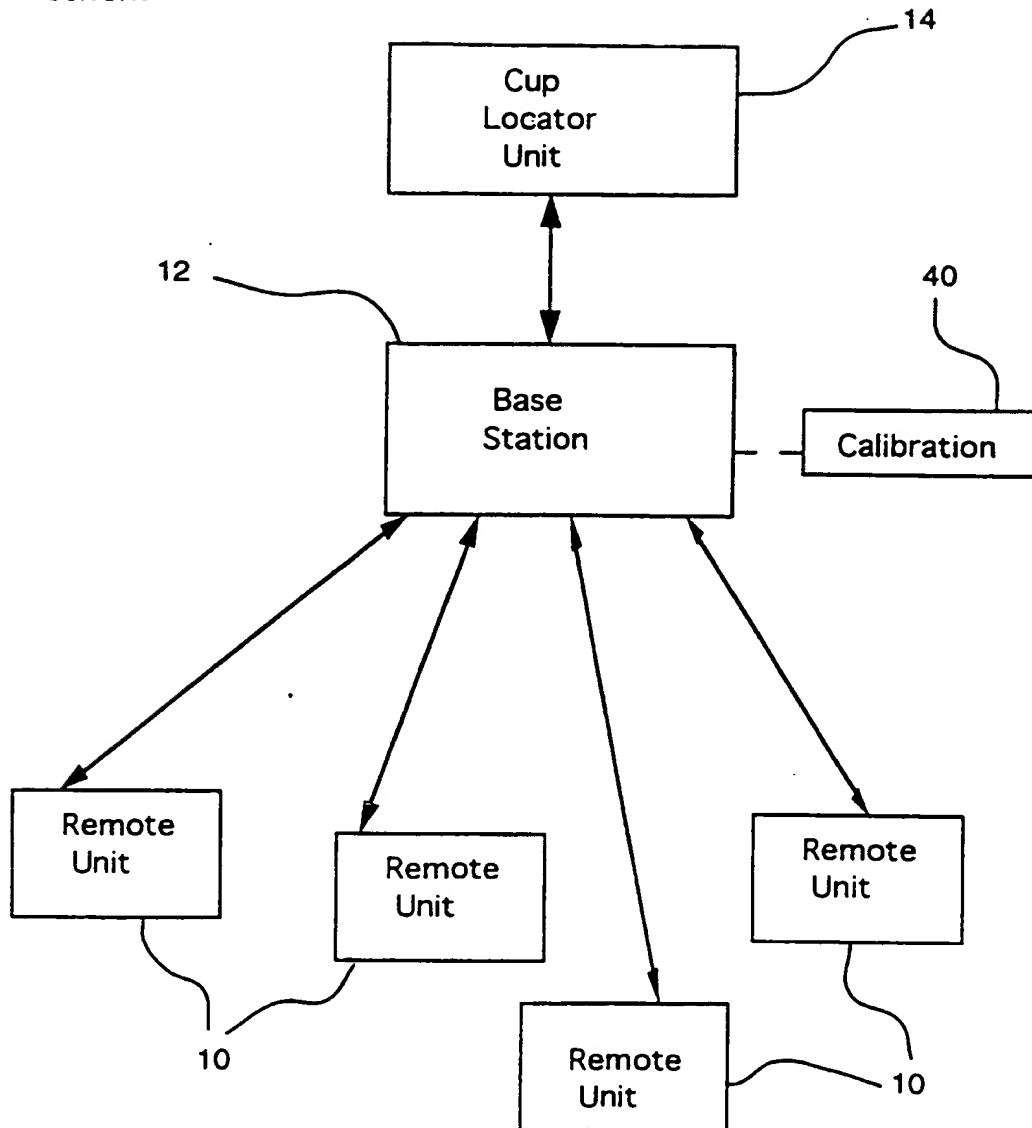 14
Cup
Locator
Unit
12
40
Base
Station
Calibration
Remote
Unit
Remote
Unit
Remote
Unit
Remote
Unit
10
10
10